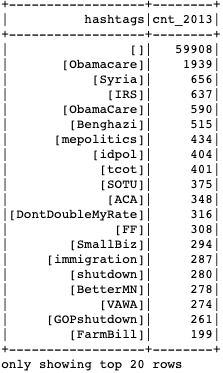 +----------------+--------+
|        hashtags|cnt_2013|
+----------------+--------+
|              []|   59908|
|     [Obamacare]|    1939|
|         [Syria]|     656|
|           [IRS]|     637|
|     [ObamaCare]|     590|
|      [Benghazi]|     515|
|    [mepolitics]|     434|
|         [idpol]|     404|
|          [tcot]|     401|
|          [SOTU]|     375|
|           [ACA]|     348|
|[DontDoubleMyRate]|     316|
|            [FF]|     308|
|      [SmallBiz]|     294|
|   [immigration]|     287|
|      [shutdown]|     280|
|      [BetterMN]|     278|
|          [VAWA]|     274|
|   [GOPshutdown]|     261|
|      [FarmBill]|     199|
+----------------+--------+
only showing top 20 rows